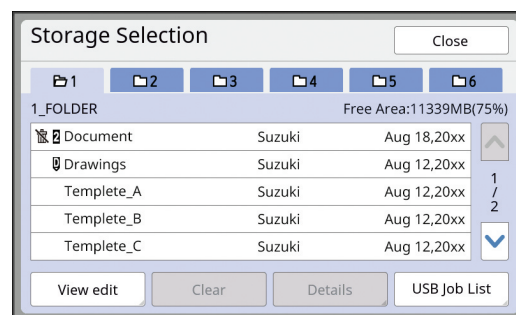 Storage Selection
Close
1 2 3 4 5 6
1_FOLDER Free Area:11339MB(75%)
2 Document Suzuki Aug 18,20xx
Drawings Suzuki Aug 12,20xx
Templete_A Suzuki Aug 12,20xx
Templete_B Suzuki Aug 12,20xx
Templete_C Suzuki Aug 12,20xx
1
/
2
View edit Clear Details USB Job List